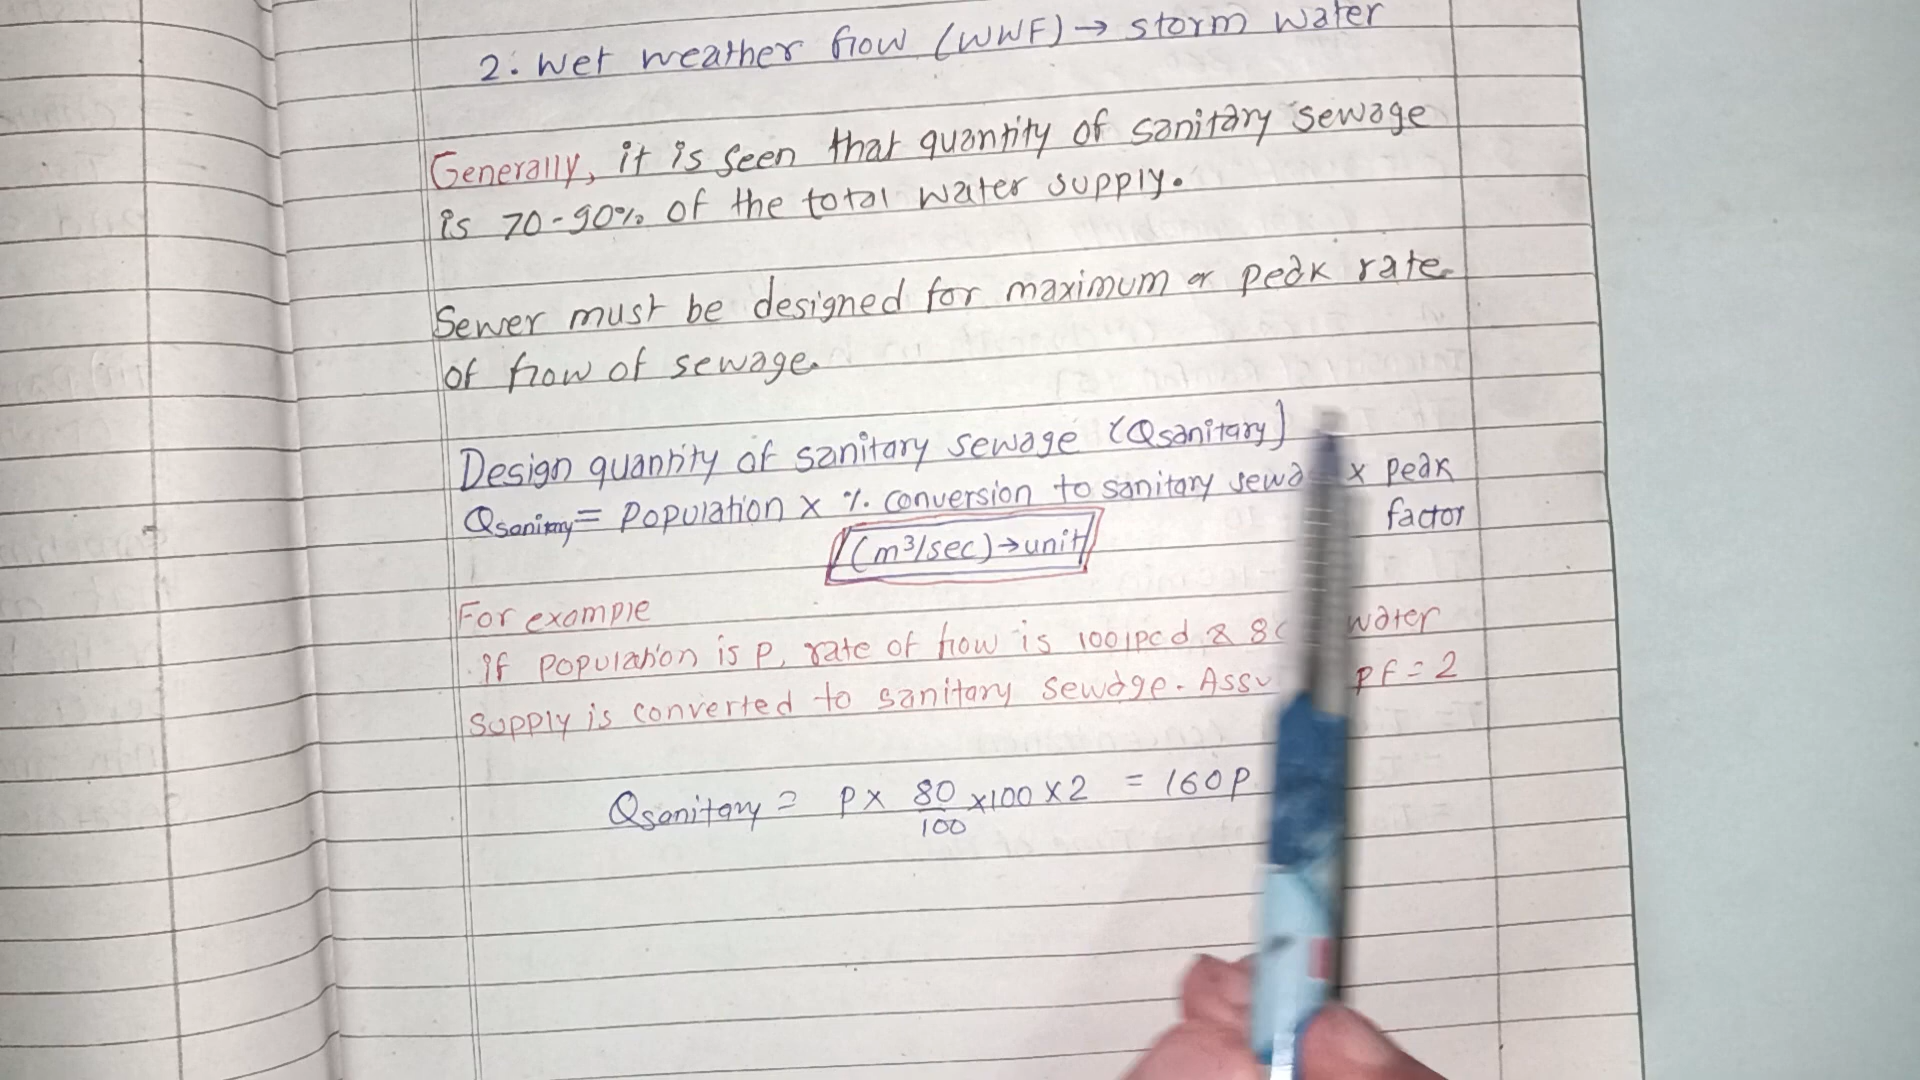 2. Wet weather flow (WWF) → storm water
Generally, it is seen that quantity of sanitary sewage
is 70-90% of the total water supply.
Sewer must be designed for maximum or peak rate
of flow of sewage.
Design quantity of sanitary sewage (Qsanitary)
Qsanitary = Population x % conversion to sanitary x peak
factor
(m³/sec) → unit
For example
If population is P, rate of flow is 100lpcd & water
supply is converted to sanitary sewage. PF = 2
Qsanitary = P x 80/100 x 100 x 2 = 160P